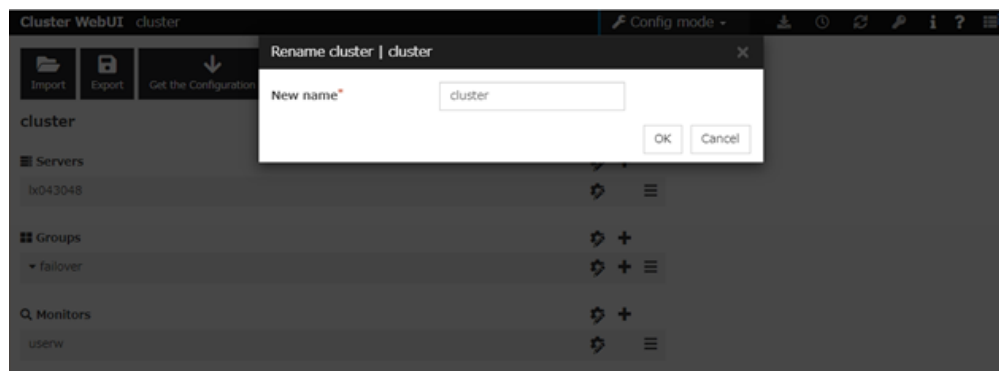 Cluster WebUI cluster
Config mode
Rename cluster | cluster
Import
Export
Get the Configuration
New name*
cluster
OK
Cancel
cluster
Servers
lx043048
Groups
failover
Monitors
userw